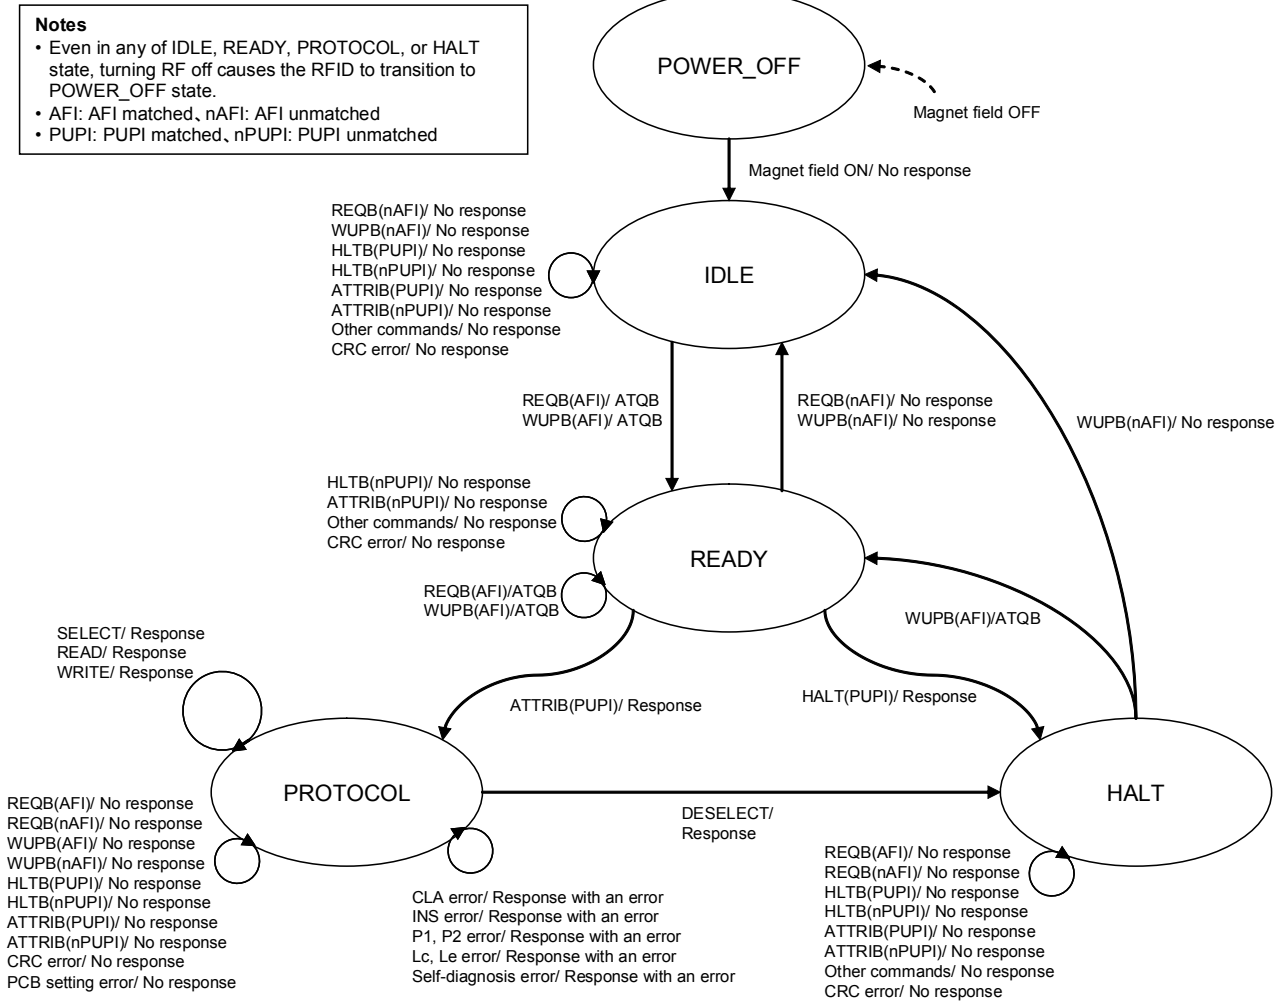 Notes
• Even in any of IDLE, READY, PROTOCOL, or HALT
state, turning RF off causes the RFID to transition to
POWER_OFF state.
• AFI: AFI matched、nAFI: AFI unmatched
• PUPI: PUPI matched、nPUPI: PUPI unmatched
POWER_OFF
Magnet field OFF
Magnet field ON/ No response
REQB(nAFI)/ No response
WUPB(nAFI)/ No response
HLTB(PUPI)/ No response
HLTB(nPUPI)/ No response
ATTRIB(PUPI)/ No response
ATTRIB(nPUPI)/ No response
Other commands/ No response
CRC error/ No response
IDLE
REQB(AFI)/ ATQB
WUPB(AFI)/ ATQB
REQB(nAFI)/ No response
WUPB(nAFI)/ No response
WUPB(nAFI)/ No response
HLTB(nPUPI)/ No response
ATTRIB(nPUPI)/ No response
Other commands/ No response
CRC error/ No response
READY
REQB(AFI)/ATQB
WUPB(AFI)/ATQB
WUPB(AFI)/ATQB
SELECT/ Response
READ/ Response
WRITE/ Response
ATTRIB(PUPI)/ Response
HALT(PUPI)/ Response
PROTOCOL
HALT
DESELECT/
Response
REQB(AFI)/ No response
REQB(nAFI)/ No response
WUPB(AFI)/ No response
WUPB(nAFI)/ No response
HLTB(PUPI)/ No response
HLTB(nPUPI)/ No response
ATTRIB(PUPI)/ No response
ATTRIB(nPUPI)/ No response
CRC error/ No response
PCB setting error/ No response
CLA error/ Response with an error
INS error/ Response with an error
P1, P2 error/ Response with an error
Lc, Le error/ Response with an error
Self-diagnosis error/ Response with an error
REQB(AFI)/ No response
REQB(nAFI)/ No response
HLTB(PUPI)/ No response
HLTB(nPUPI)/ No response
ATTRIB(PUPI)/ No response
ATTRIB(nPUPI)/ No response
Other commands/ No response
CRC error/ No response